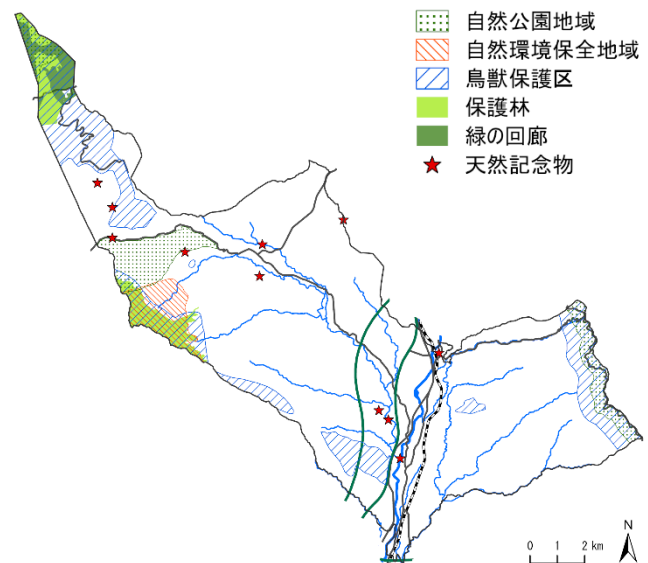 自然公園地域
自然環境保全地域
鳥獣保護区
保護林
緑の回廊
天然記念物
N
0 1 2 km